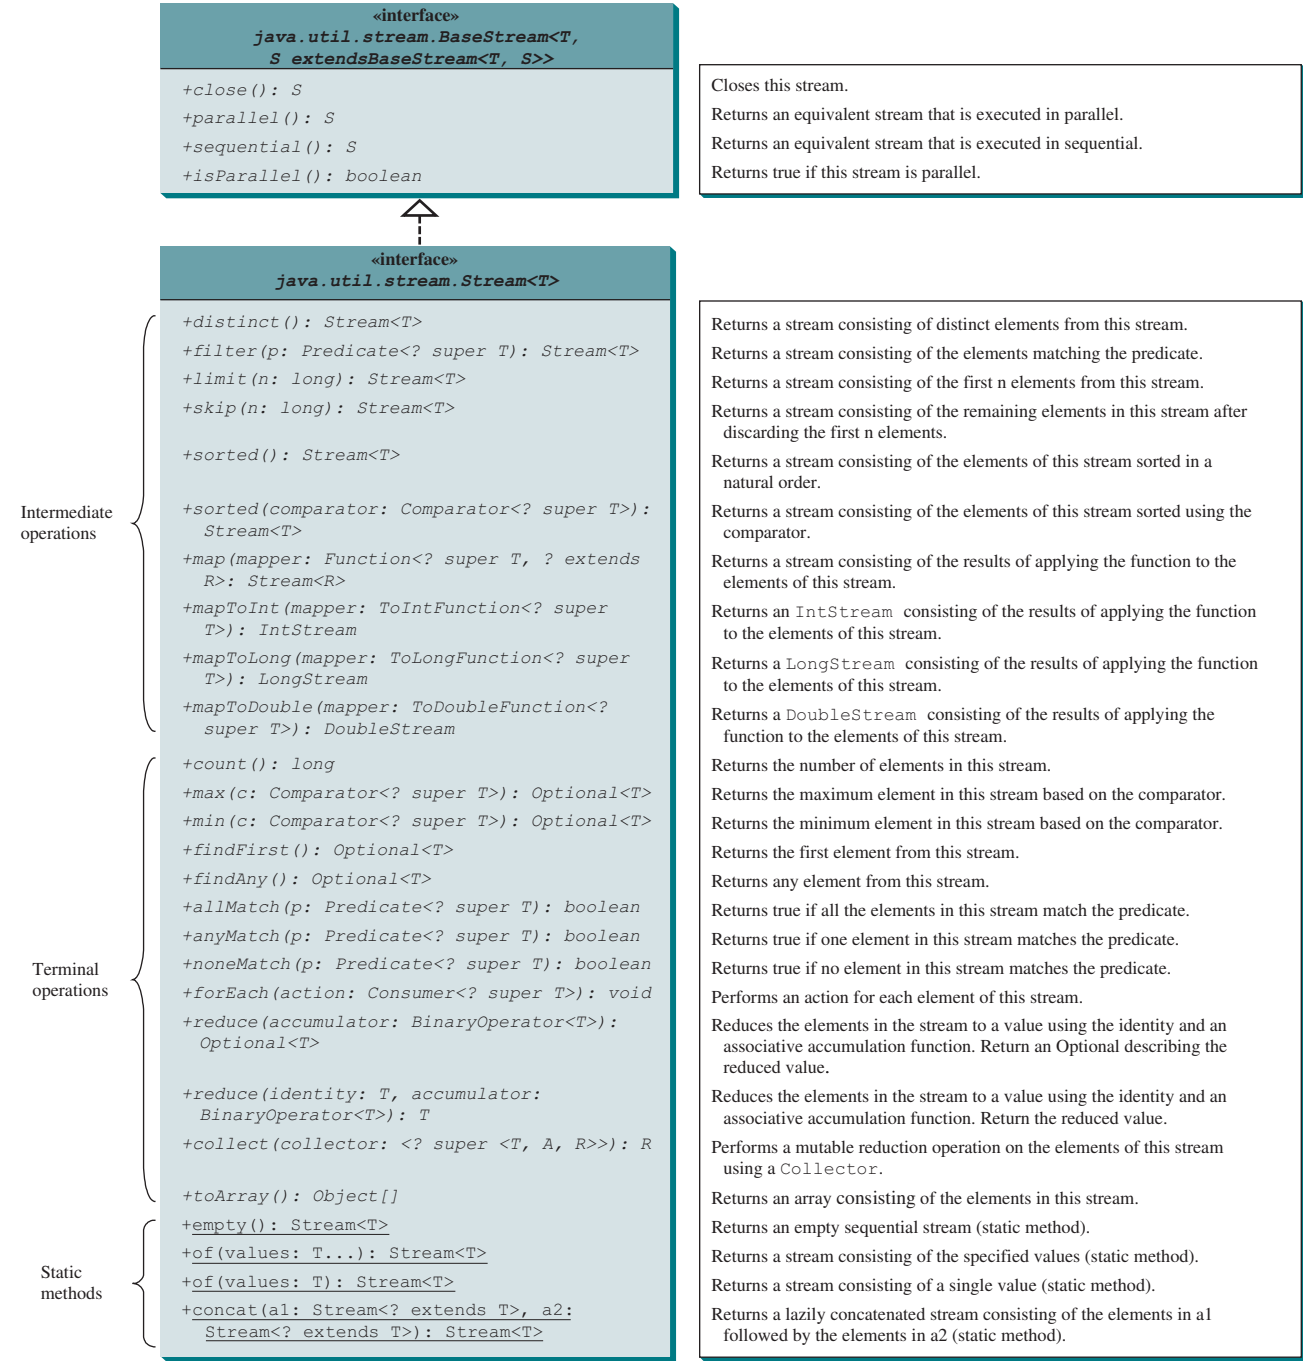 «interface»
java.util.stream.BaseStream<T,
S extendsBaseStream<T, S>>
+close(): S
+parallel(): S
+sequential(): S
+isParallel(): boolean
Closes this stream.
Returns an equivalent stream that is executed in parallel.
Returns an equivalent stream that is executed in sequential.
Returns true if this stream is parallel.
«interface»
java.util.stream.Stream<T>
Intermediate
operations
+distinct(): Stream<T>
+filter(p: Predicate<? super T): Stream<T>
+limit(n: long): Stream<T>
+skip(n: long): Stream<T>
+sorted(): Stream<T>
+sorted(comparator: Comparator<? super T>):
Stream<T>
+map(mapper: Function<? super T, ? extends
R>: Stream<R>
+mapToInt(mapper: ToIntFunction<? super
T>): IntStream
+mapToLong(mapper: ToLongFunction<? super
T>): LongStream
+mapToDouble(mapper: ToDoubleFunction<?
super T>): DoubleStream
Terminal
operations
+count(): long
+max(c: Comparator<? super T>): Optional<T>
+min(c: Comparator<? super T>): Optional<T>
+findFirst(): Optional<T>
+findAny(): Optional<T>
+allMatch(p: Predicate<? super T): boolean
+anyMatch(p: Predicate<? super T): boolean
+noneMatch(p: Predicate<? super T): boolean
+forEach(action: Consumer<? super T>): void
+reduce(accumulator: BinaryOperator<T>):
Optional<T>
+reduce(identity: T, accumulator:
BinaryOperator<T>): T
+collect(collector: <? super <T, A, R>>): R
+toArray(): Object[]
Static
methods
+empty(): Stream<T>
+of(values: T...): Stream<T>
+of(values: T): Stream<T>
+concat(a1: Stream<? extends T>, a2:
Stream<? extends T>): Stream<T>
Returns a stream consisting of distinct elements from this stream.
Returns a stream consisting of the elements matching the predicate.
Returns a stream consisting of the first n elements from this stream.
Returns a stream consisting of the remaining elements in this stream after
discarding the first n elements.
Returns a stream consisting of the elements of this stream sorted in a
natural order.
Returns a stream consisting of the elements of this stream sorted using the
comparator.
Returns a stream consisting of the results of applying the function to the
elements of this stream.
Returns an IntStream consisting of the results of applying the function
to the elements of this stream.
Returns a LongStream consisting of the results of applying the function
to the elements of this stream.
Returns a DoubleStream consisting of the results of applying the
function to the elements of this stream.
Returns the number of elements in this stream.
Returns the maximum element in this stream based on the comparator.
Returns the minimum element in this stream based on the comparator.
Returns the first element from this stream.
Returns any element from this stream.
Returns true if all the elements in this stream match the predicate.
Returns true if one element in this stream matches the predicate.
Returns true if no element in this stream matches the predicate.
Performs an action for each element of this stream.
Reduces the elements in the stream to a value using the identity and an
associative accumulation function. Return an Optional describing the
reduced value.
Reduces the elements in the stream to a value using the identity and an
associative accumulation function. Return the reduced value.
Performs a mutable reduction operation on the elements of this stream
using a Collector.
Returns an array consisting of the elements in this stream.
Returns an empty sequential stream (static method).
Returns a stream consisting of the specified values (static method).
Returns a stream consisting of a single value (static method).
Returns a lazily concatenated stream consisting of the elements in a1
followed by the elements in a2 (static method).